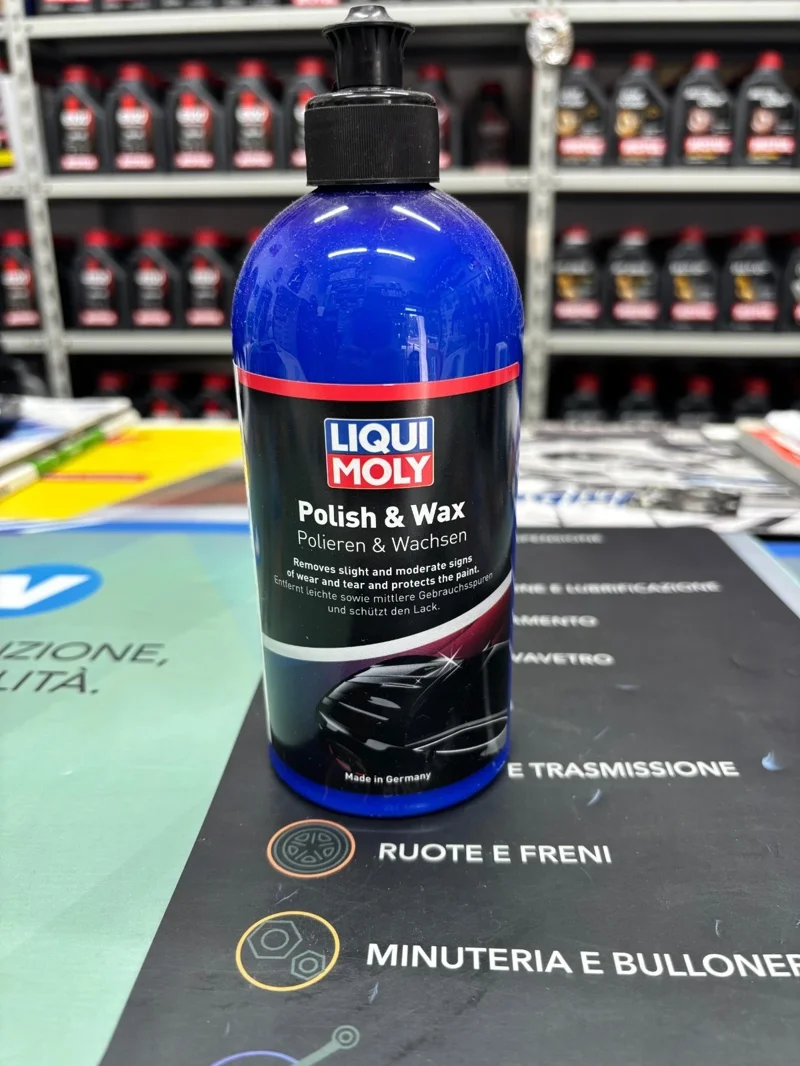 LIQUI
MOLY
Polish & Wax
Polieren & Wachsen
Removes slight and moderate signs
of wear and tear and protects the paint.
Entfernt leichte sowie mittlere Gebrauchsspuren
und schützt den Lack.
Made in Germany
NE E LUBRIFICAZIONE
AMENTO
VAVETRO
IZIONE,
LITÀ.
E TRASMISSIONE
RUOTE E FRENI
MINUTERIA E BULLONER